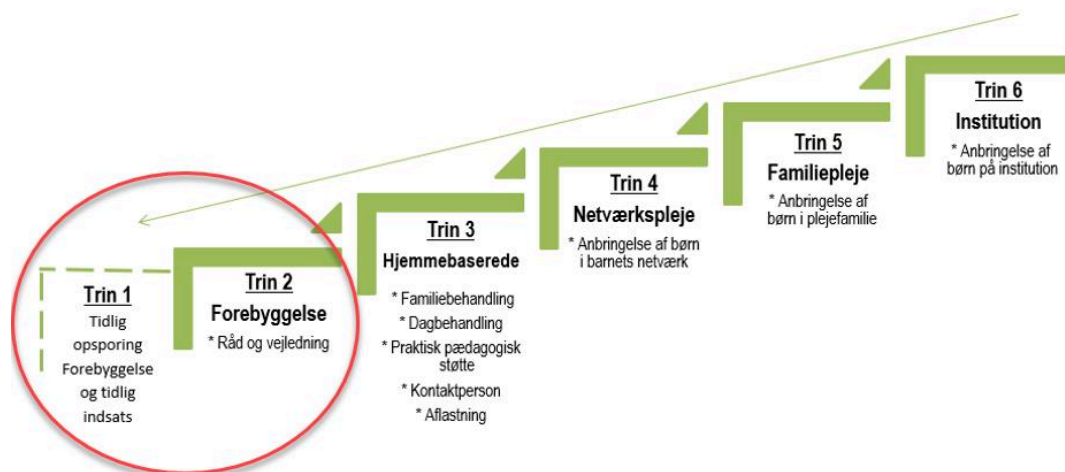 Trin 1
Tidlig
opsporing
Forebyggelse
og tidlig
indsats
Trin 2
Forebyggelse
* Råd og vejledning
Trin 3
Hjemmebaserede
* Familiebehandling
* Dagbehandling
* Praktisk pædagogisk
støtte
* Kontaktperson
* Aflastning
Trin 4
Netværkspleje
* Anbringelse af børn
i barnets netværk
Trin 5
Familiepleje
* Anbringelse af
børn i plejefamilie
Trin 6
Institution
* Anbringelse af
børn på institution